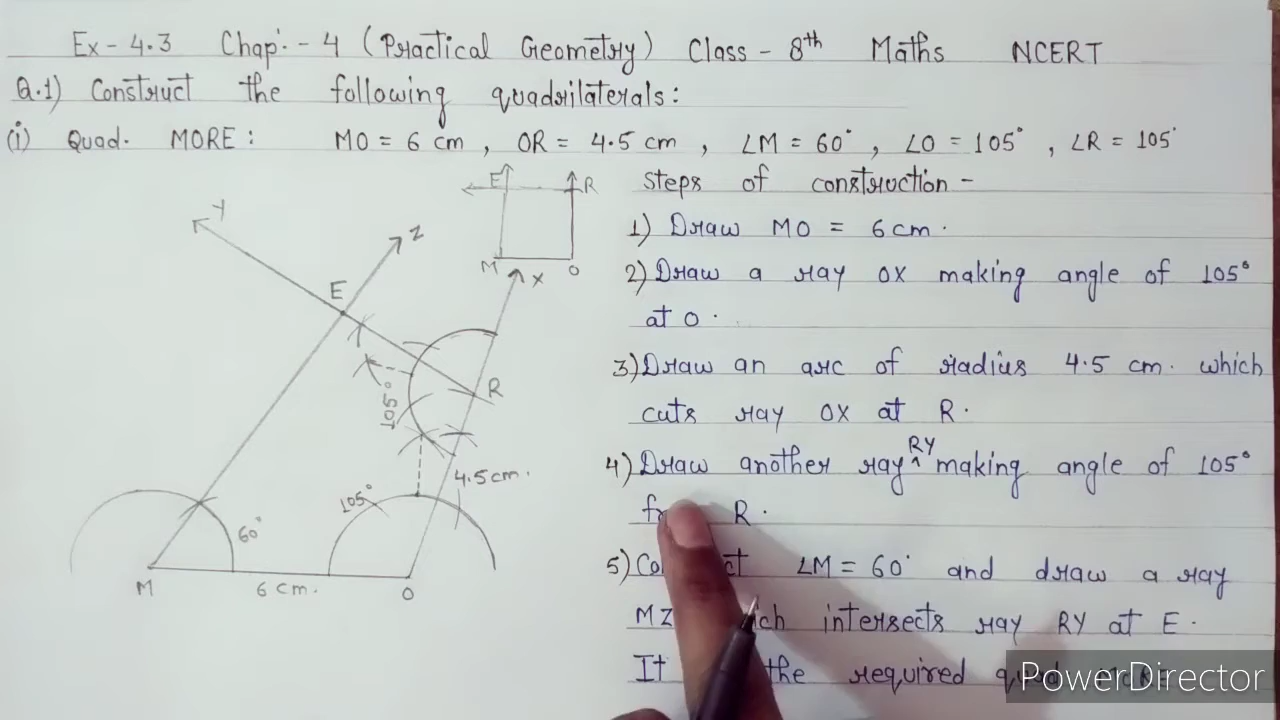 Ex - 4.3 Chap. - 4 (Practical Geometry) Class - 8th Maths NCERT
Q.1) Construct the following quadrilaterals:
(i) Quad. MORE: MO = 6 cm, OR = 4.5 cm, ∠M = 60°, ∠O = 105°, ∠R = 105°
E R
M O
Steps of construction -
1) Draw MO = 6 cm.
2) Draw a ray OX making angle of 105°
at O.
3) Draw an arc of radius 4.5 cm. which
cuts ray OX at R.
4) Draw another ray RY making angle of 105°
R.
5) ∠M = 60° and draw a ray
MZ intersects ray RY at E.
It the required
Y Z
E X
R
105°
4.5 cm.
105°
60°
M 6 cm. O
PowerDirector